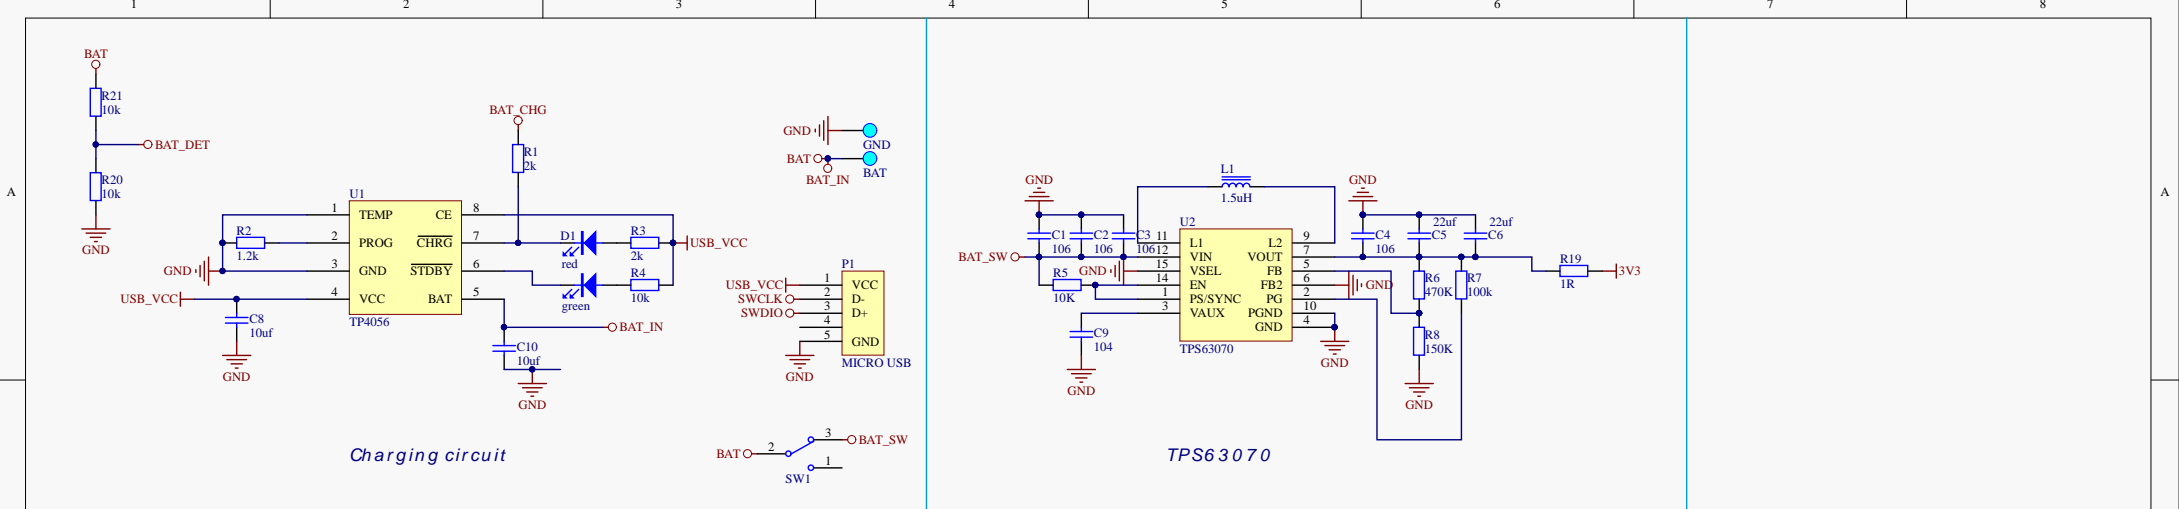 1 2 3 4 5 6 7 8
A A
BAT
R21
10k
BAT_DET
R20
10k
GND
BAT_CHG
R1
2k
U1
1 TEMP CE 8
2 PROG CHRG 7
3 GND STDBY 6
4 VCC BAT 5
TP4056
R2
1.2k
GND
USB_VCC
C8
10uf
GND
D1
red
green
R3
2k
R4
10k
USB_VCC
BAT_IN
C10
10uf
GND
Charging circuit
GND
GND
BAT
BAT_IN
BAT
P1
USB_VCC 1 VCC
SWCLK 2 D-
SWDIO 3 D+
4
5 GND
GND
MICRO USB
BAT 2 3 BAT_SW
1
SW1
GND
C1
106
C2
106
C3
106
BAT_SW
R5
10K
GND
C9
104
GND
L1
1.5uH
U2
11 L1 L2 9
12 VIN VOUT 7
15 VSEL FB 5
14 EN FB2 6
1 PS/SYNC PG 2
3 VAUX PGND 10
GND 4
TPS63070
GND
GND
GND
C4
106
22uf
C5
22uf
C6
R6
470K
R7
100k
R8
150K
GND
R19
1R
3V3
TPS63070